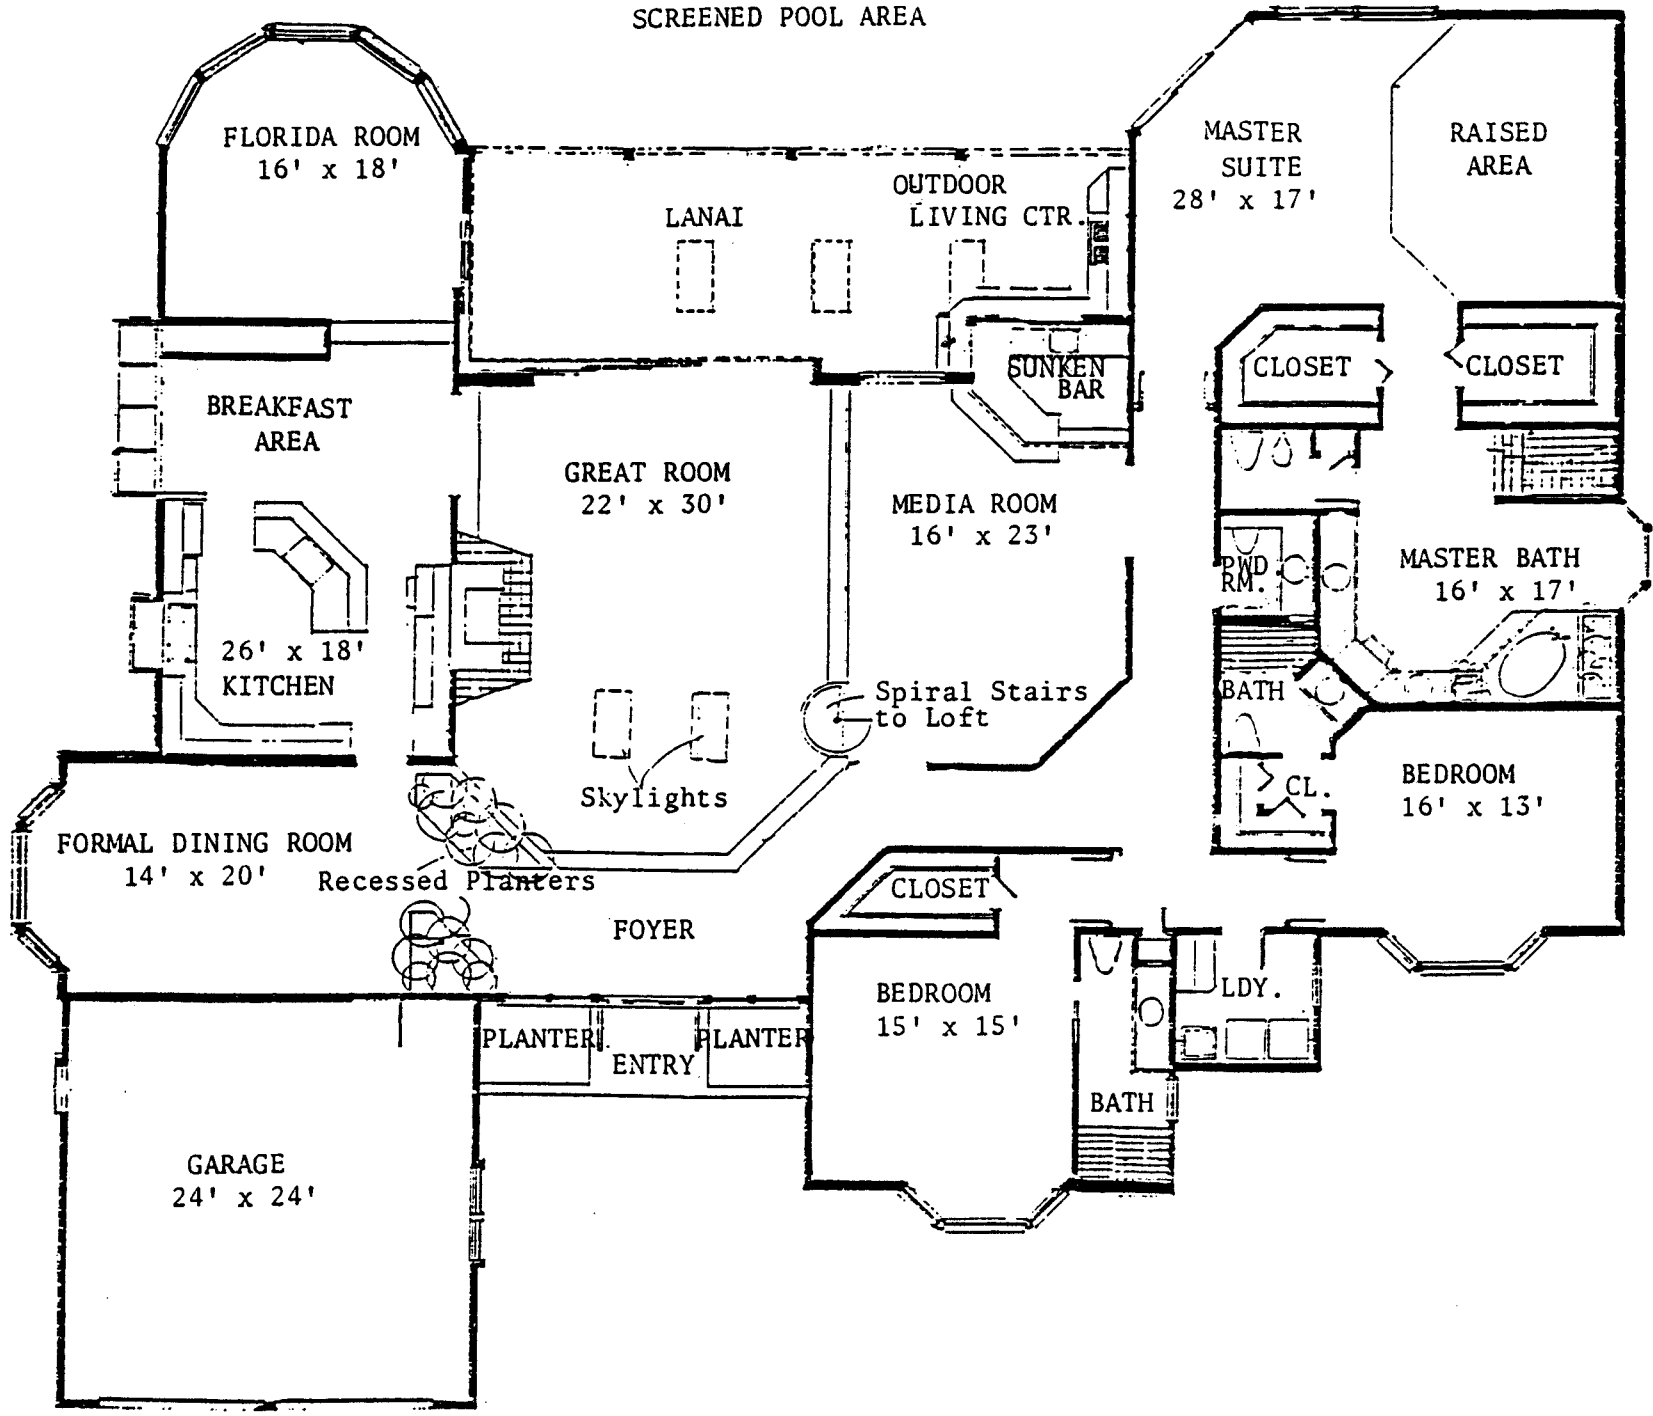 SCREENED POOL AREA
FLORIDA ROOM
16' x 18'
MASTER
SUITE
28' x 17'
RAISED
AREA
LANAI
OUTDOOR
LIVING CTR.
SUNKEN
BAR
CLOSET
CLOSET
BREAKFAST
AREA
GREAT ROOM
22' x 30'
MEDIA ROOM
16' x 23'
PWD
RM.
MASTER BATH
16' x 17'
26' x 18'
KITCHEN
BATH
Spiral Stairs
to Loft
Skylights
CL.
BEDROOM
16' x 13'
FORMAL DINING ROOM
14' x 20'
Recessed Planters
CLOSET
FOYER
BEDROOM
15' x 15'
LDY.
PLANTER
ENTRY
PLANTER
BATH
GARAGE
24' x 24'